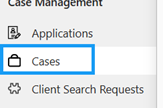 Case Management
Applications
Cases
Client Search Requests